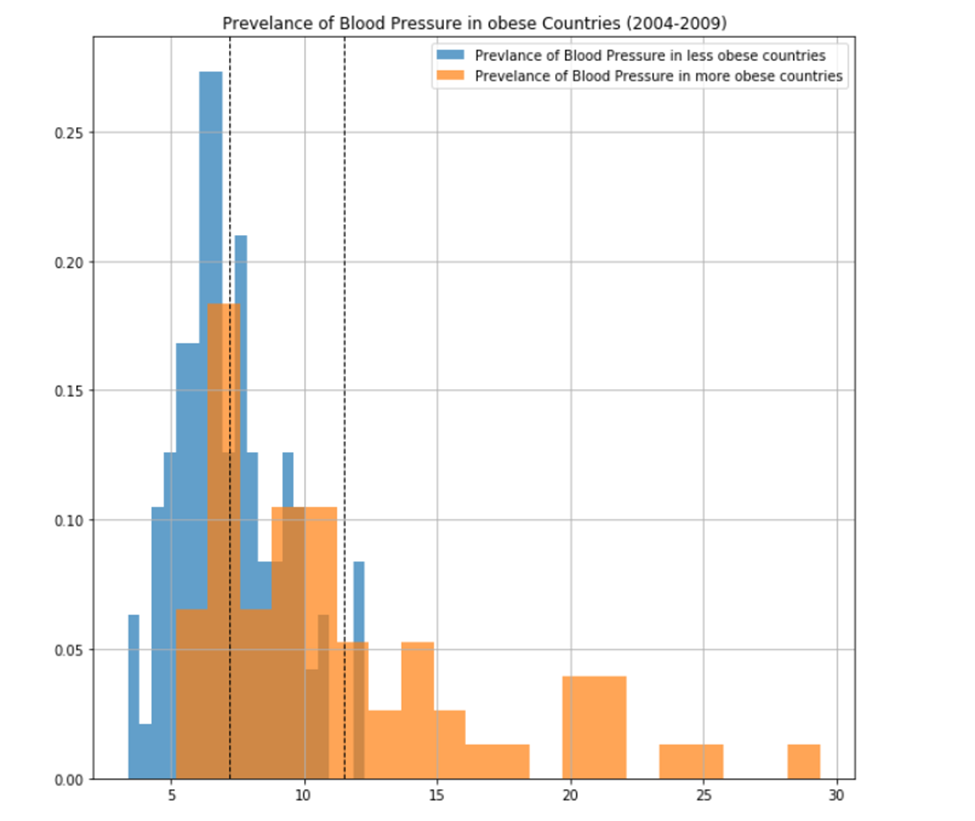 Prevelance of Blood Pressure in obese Countries (2004-2009)
Prevlance of Blood Pressure in less obese countries
Prevelance of Blood Pressure in more obese countries
0.25
0.20
0.15
0.10
0.05
0.00
5 10 15 20 25 30